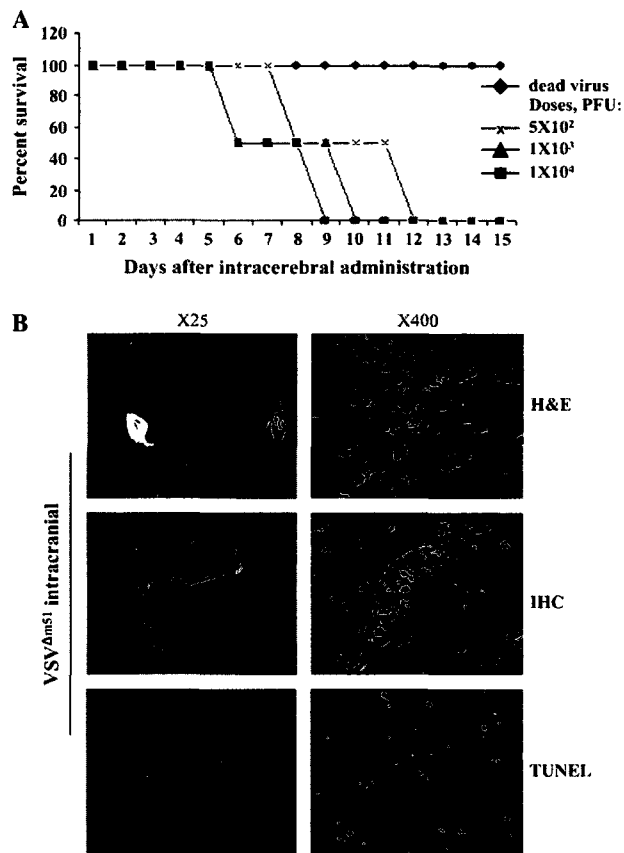 A
Percent survival
120
100
80
60
40
20
0
1 2 3 4 5 6 7 8 9 10 11 12 13 14 15
Days after intracerebral administration
dead virus
Doses, PFU:
5X10²
1X10³
1X10⁴
B
X25 X400
VSV^Δm51 intracranial
H&E
IHC
TUNEL